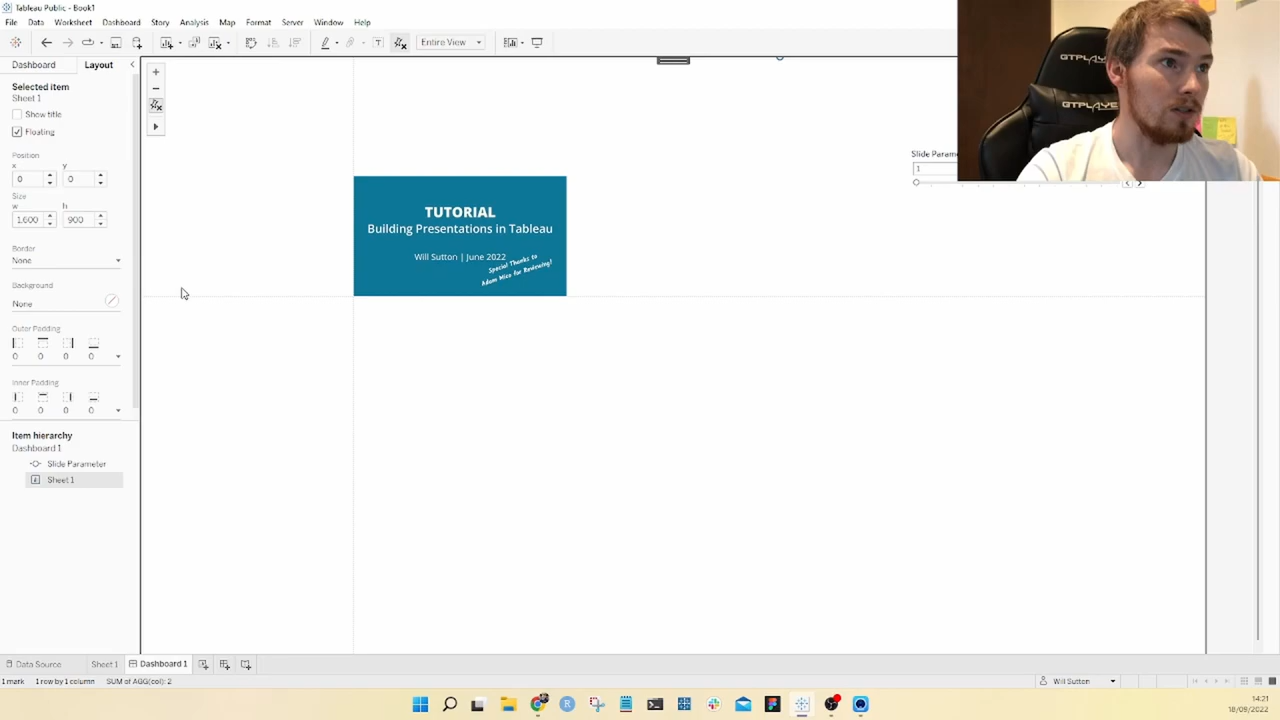 Tableau Public - Book1
File Data Worksheet Dashboard Story Analysis Map Format Server Window Help
Entire View
Dashboard Layout
Selected item
Sheet 1
Show title
Floating
Position
x y
0 0
Size
w h
1,600 900
Border
None
Background
None
Outer Padding
0 0 0 0
Inner Padding
0 0 0 0
Item hierarchy
Dashboard 1
Slide Parameter
Sheet 1
GTPLAYE
GTPLAYE
Slide Parame
1
TUTORIAL
Building Presentations in Tableau
Will Sutton | June 2022
Special Thanks to
Adam Mico for Reviewing!
Data Source Sheet 1 Dashboard 1
1 mark 1 row by 1 column SUM of AGG(col): 2
Will Sutton
14:21
18/09/2022